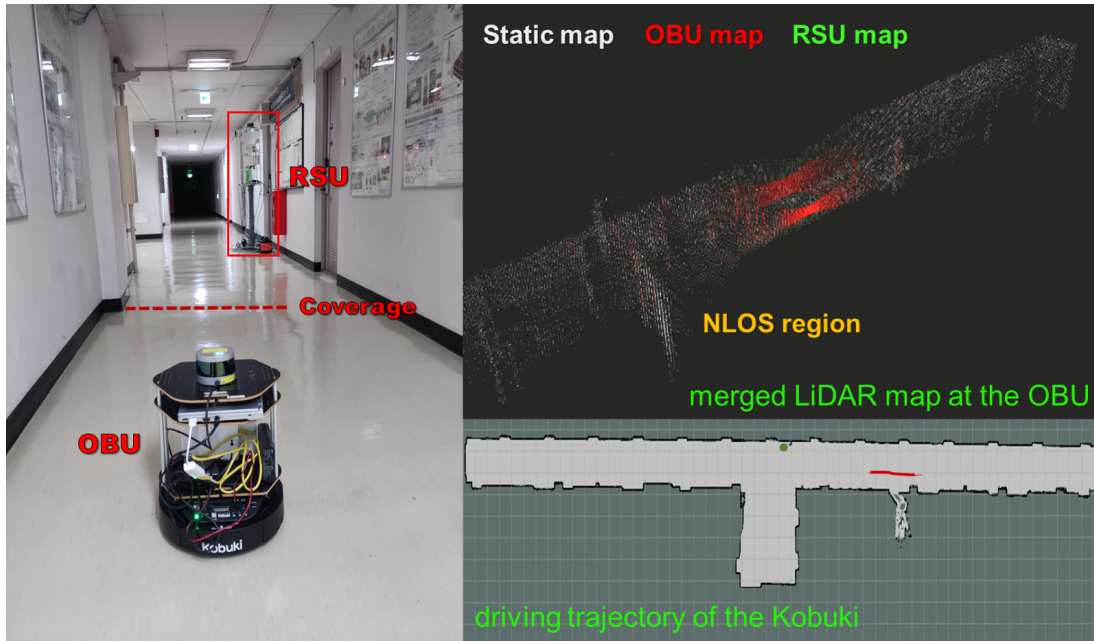 RSU
Coverage
OBU
Kobuki
Static map OBU map RSU map
NLOS region
merged LiDAR map at the OBU
driving trajectory of the Kobuki